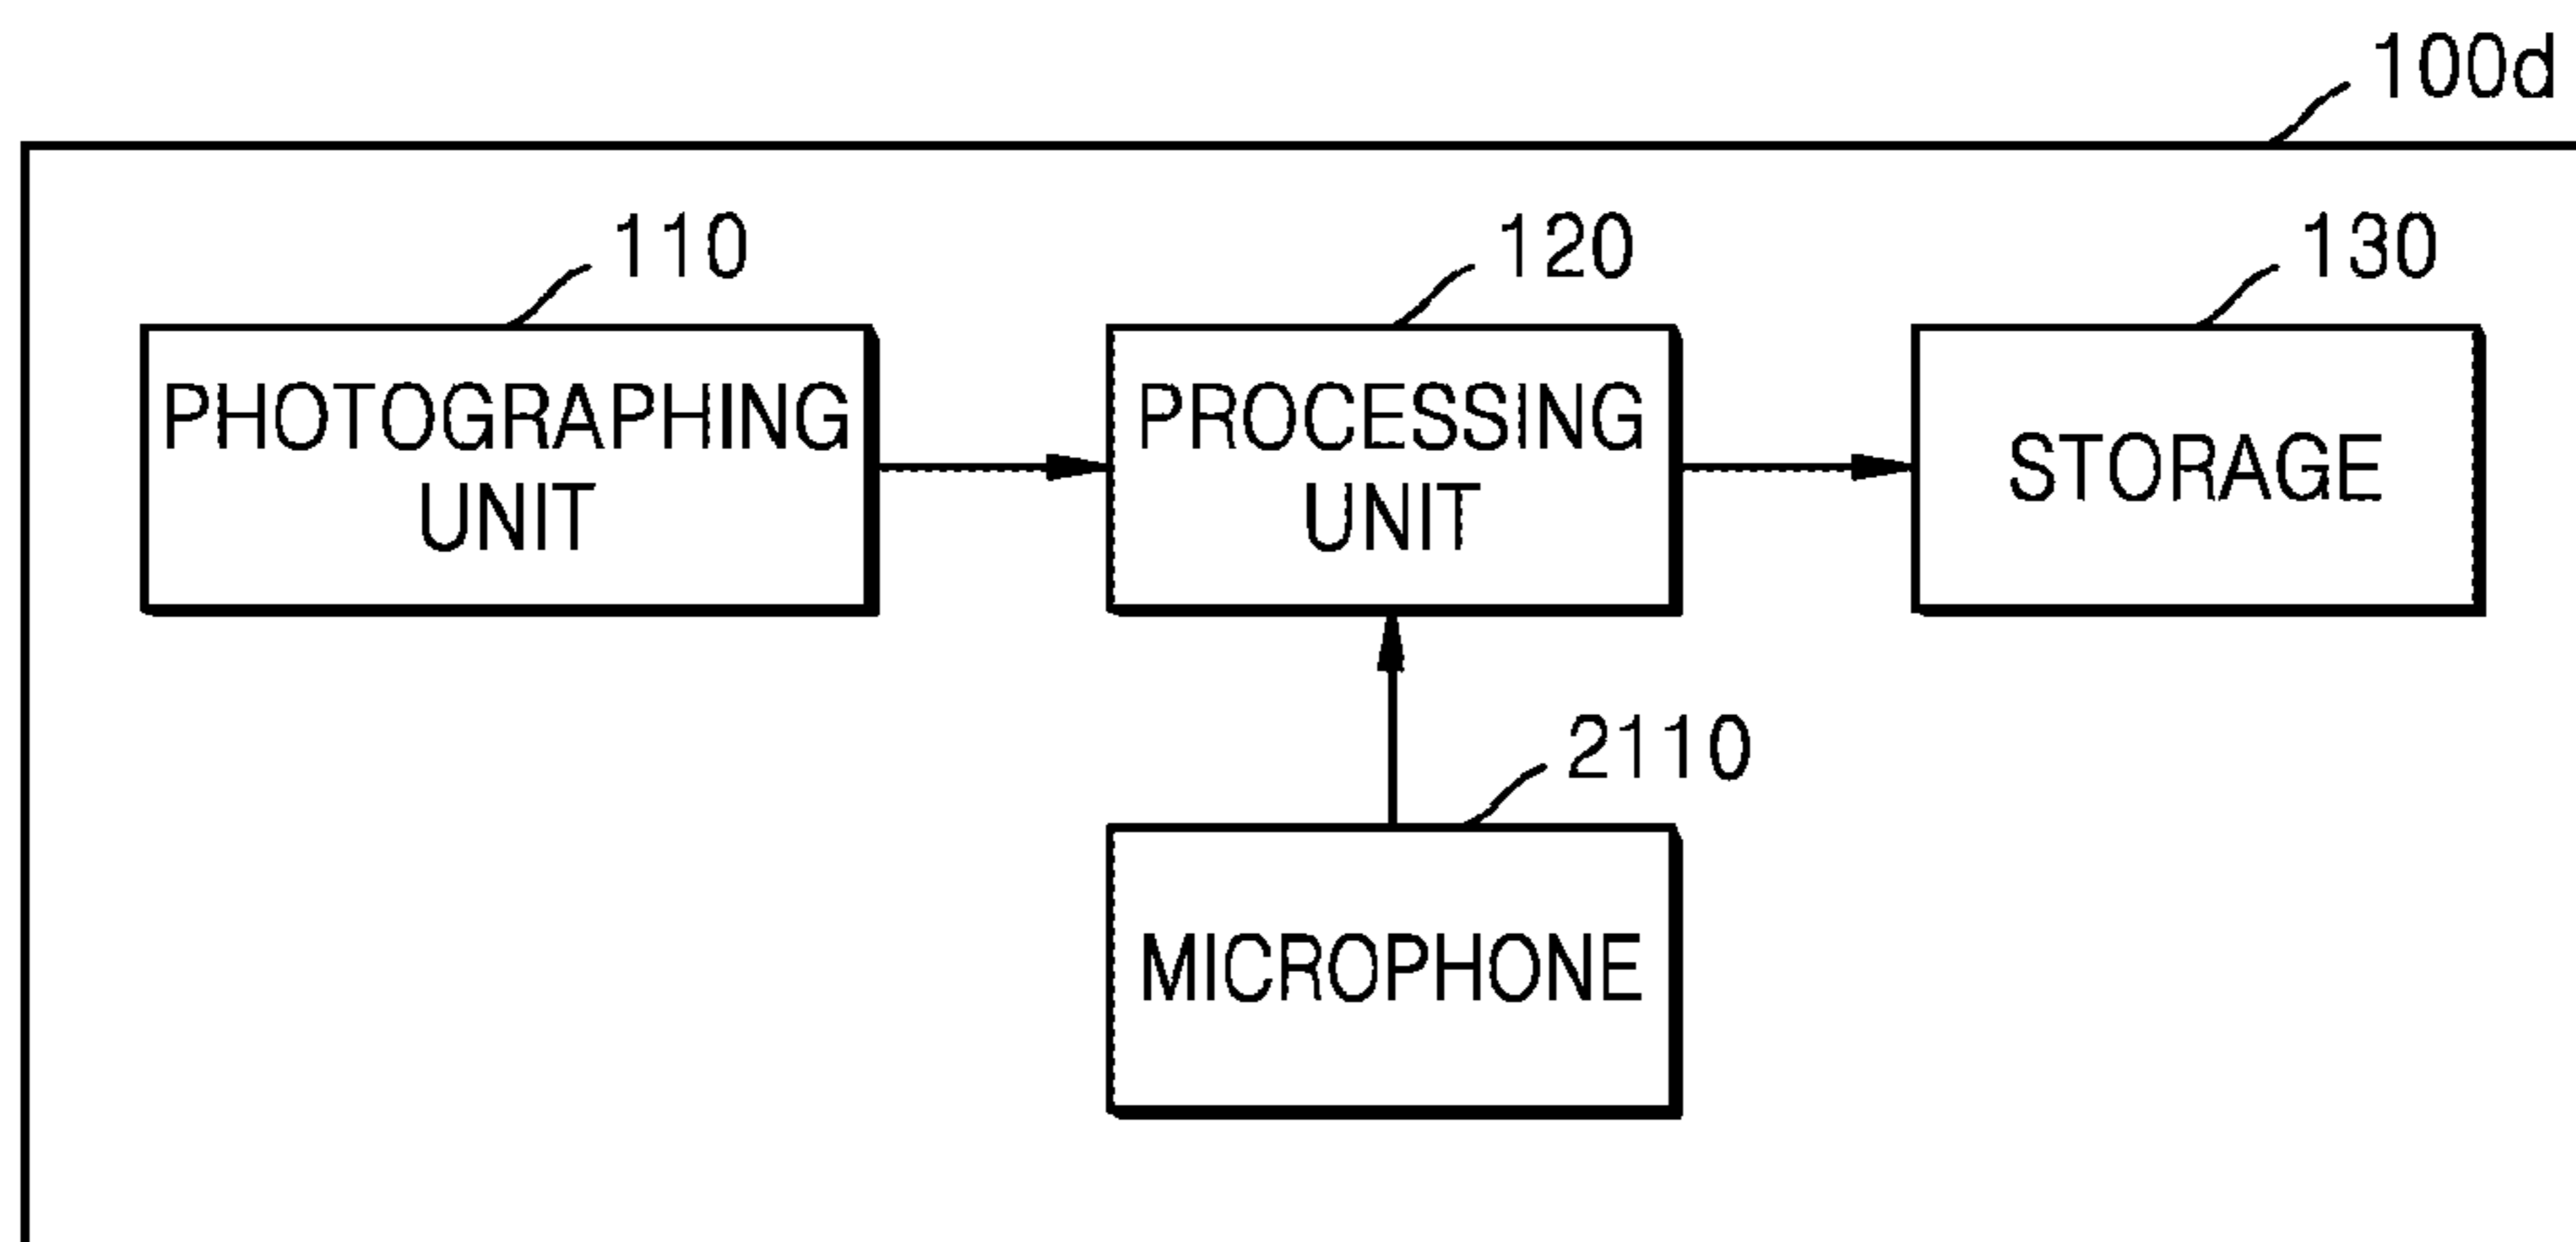 100d
110
120
130
PHOTOGRAPHING
UNIT
PROCESSING
UNIT
STORAGE
2110
MICROPHONE